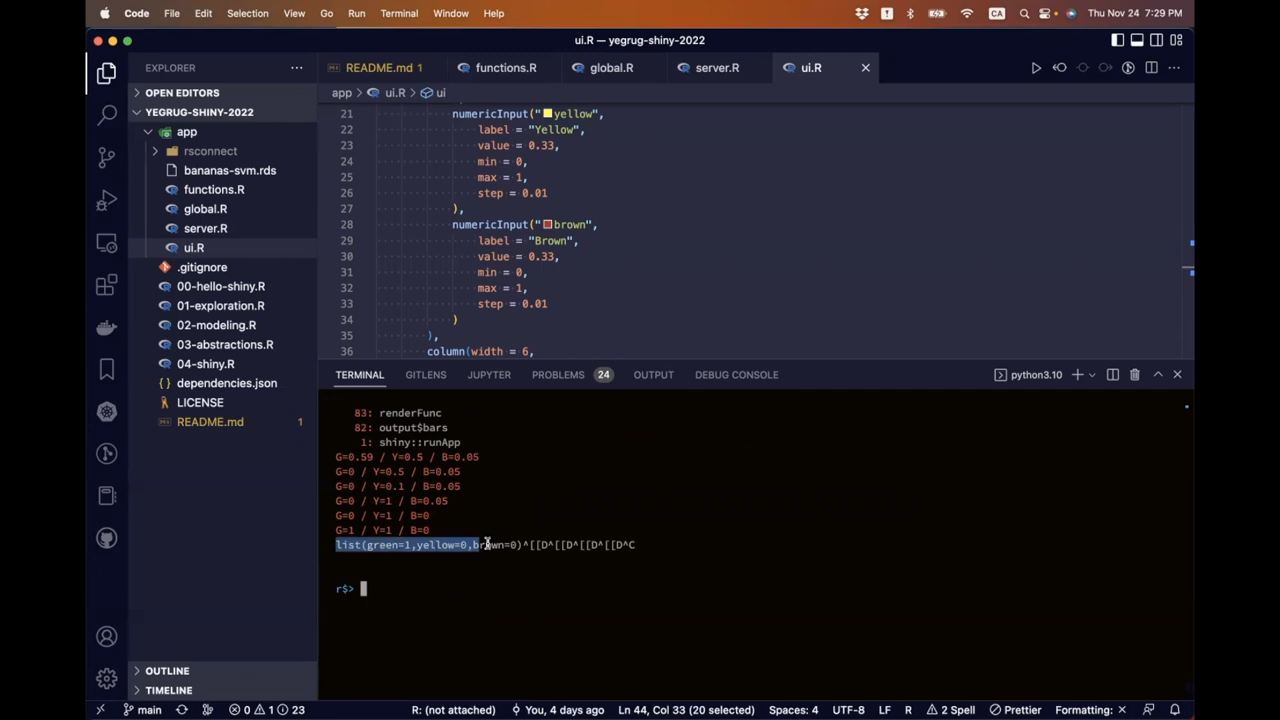 Code File Edit Selection View Run Terminal Window Help CA Thu Nov 24 7:29 PM
ui.R — yegrug-shiny-2022
EXPLORER
OPEN EDITORS
YEGRUG-SHINY-2022
app
rsconnect
bananas-svm.rds
functions.R
global.R
server.R
ui.R
.gitignore
00-hello-shiny.R
01-exploration.R
02-modeling.R
03-abstractions.R
04-shiny.R
dependencies.json
LICENSE
README.md 1
OUTLINE
TIMELINE
README.md 1 functions.R global.R server.R ui.R
app > ui.R > ui
21 numericInput("yellow",
22 label = "Yellow",
23 value = 0.33,
24 min = 0,
25 max = 1,
26 step = 0.01
27 ),
28 numericInput("brown",
29 label = "Brown",
30 value = 0.33,
31 min = 0,
32 max = 1,
33 step = 0.01
34 )
35 ),
36 column(width = 6,
TERMINAL GITLENS JUPYTER PROBLEMS 24 OUTPUT DEBUG CONSOLE python3.10
83: renderFunc
82: output$bars
1: shiny::runApp
G=0.59 / Y=0.5 / B=0.05
G=0 / Y=0.5 / B=0.05
G=0 / Y=0.1 / B=0.05
G=0 / Y=1 / B=0.05
G=0 / Y=1 / B=0
G=1 / Y=1 / B=0
list(green=1,yellow=0,brown=0)^[[D^[[D^[[D^[[D^C
r$>
main 0 1 23 R: (not attached) You, 4 days ago Ln 44, Col 33 (20 selected) Spaces: 4 UTF-8 LF R 2 Spell Prettier Formatting: ×